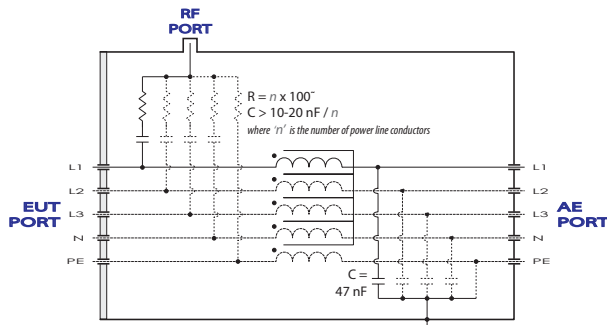 RF
PORT
R = n x 100‾
C > 10-20 nF / n
where 'n' is the number of power line conductors
L1
L1
L2
L2
EUT
PORT
L3
L3
AE
PORT
N
N
PE
PE
C =
47 nF